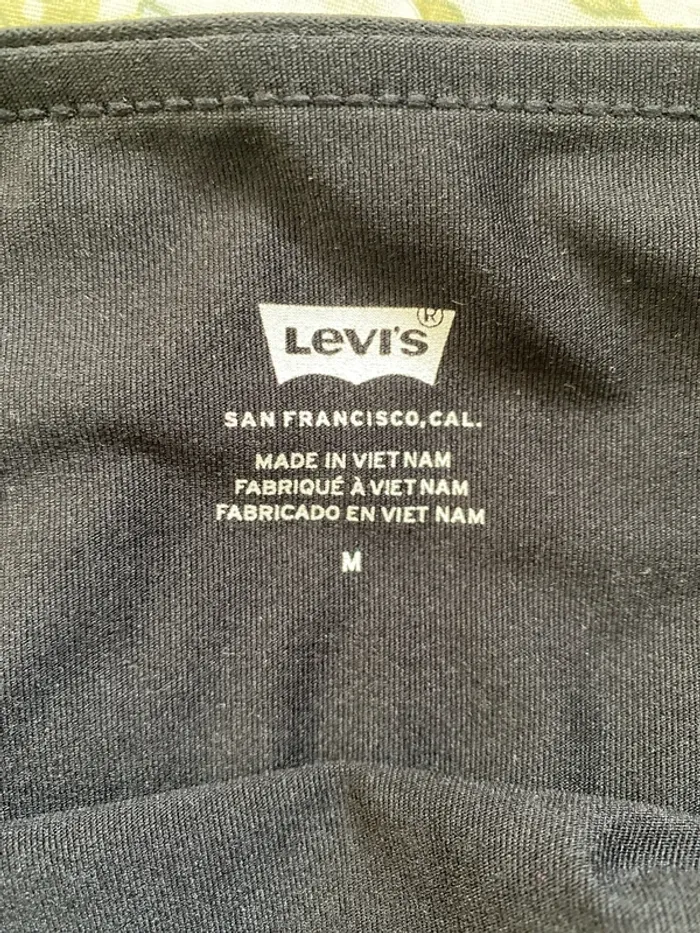 Levi's®
SAN FRANCISCO, CAL.
MADE IN VIET NAM
FABRIQUÉ À VIET NAM
FABRICADO EN VIET NAM
M